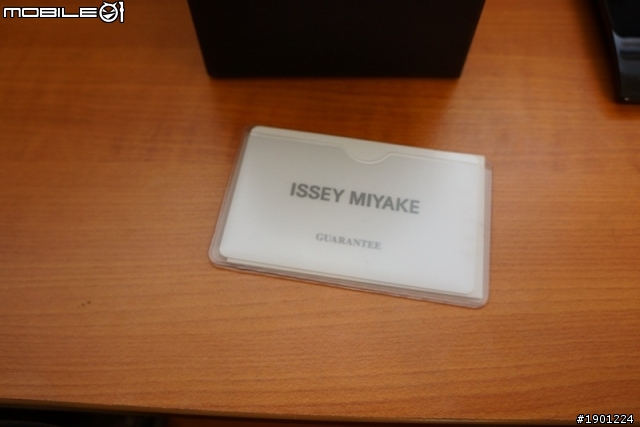 MOBILE01
ISSEY MIYAKE
GUARANTEE
#1901224